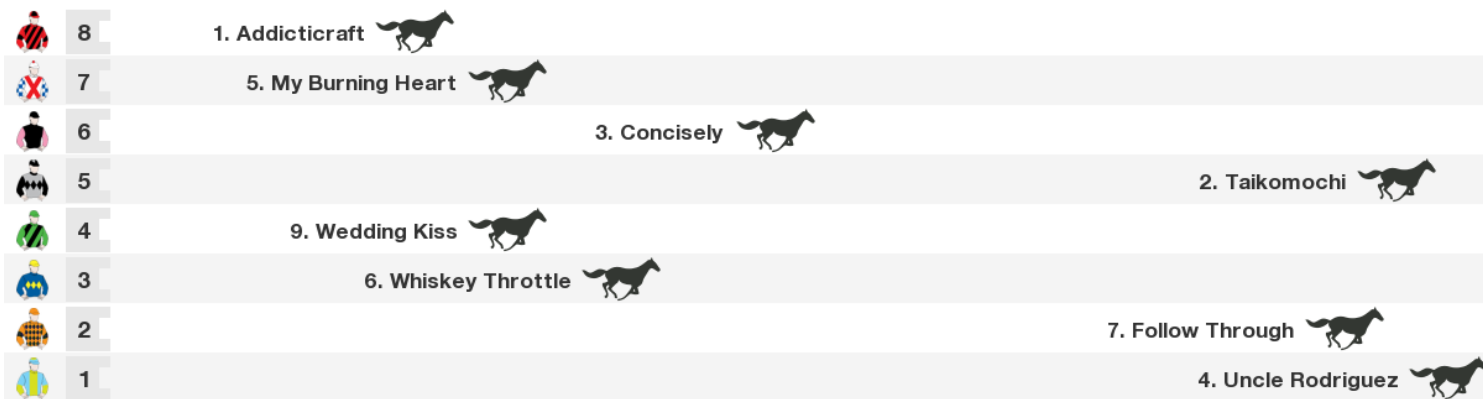 8 1. Addicticraft
7 5. My Burning Heart
6 3. Concisely
5 2. Taikomochi
4 9. Wedding Kiss
3 6. Whiskey Throttle
2 7. Follow Through
1 4. Uncle Rodriguez